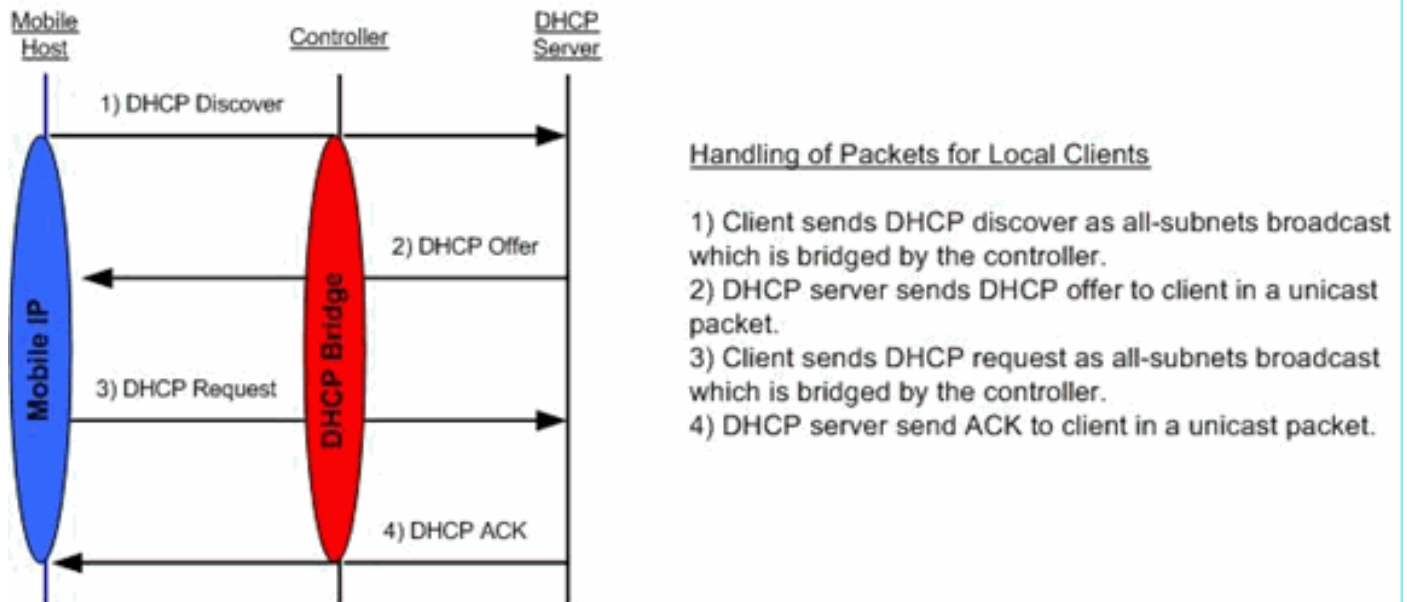 Mobile
Host
Controller
DHCP
Server
1) DHCP Discover
2) DHCP Offer
Mobile IP
DHCP Bridge
3) DHCP Request
4) DHCP ACK
Handling of Packets for Local Clients
1) Client sends DHCP discover as all-subnets broadcast
which is bridged by the controller.
2) DHCP server sends DHCP offer to client in a unicast
packet.
3) Client sends DHCP request as all-subnets broadcast
which is bridged by the controller.
4) DHCP server send ACK to client in a unicast packet.